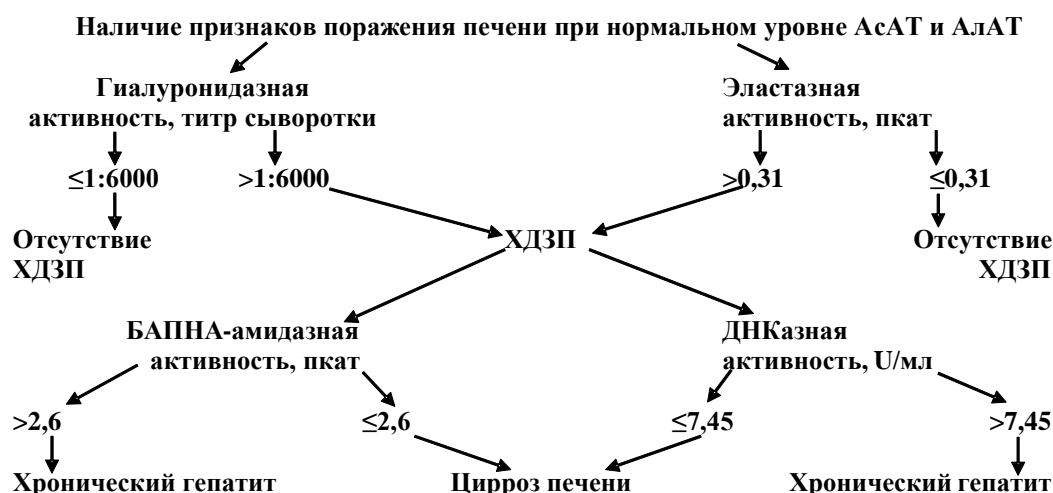 Наличие признаков поражения печени при нормальном уровне АсАТ и АлАТ
Гиалуронидазная
активность, титр сыворотки
Эластазная
активность, пкат
≤1:6000
>1:6000
>0,31
≤0,31
Отсутствие
ХДЗП
ХДЗП
Отсутствие
ХДЗП
БАПНА-амидазная
активность, пкат
ДНКазная
активность, U/мл
>2,6
≤2,6
≤7,45
>7,45
Хронический гепатит
Цирроз печени
Хронический гепатит